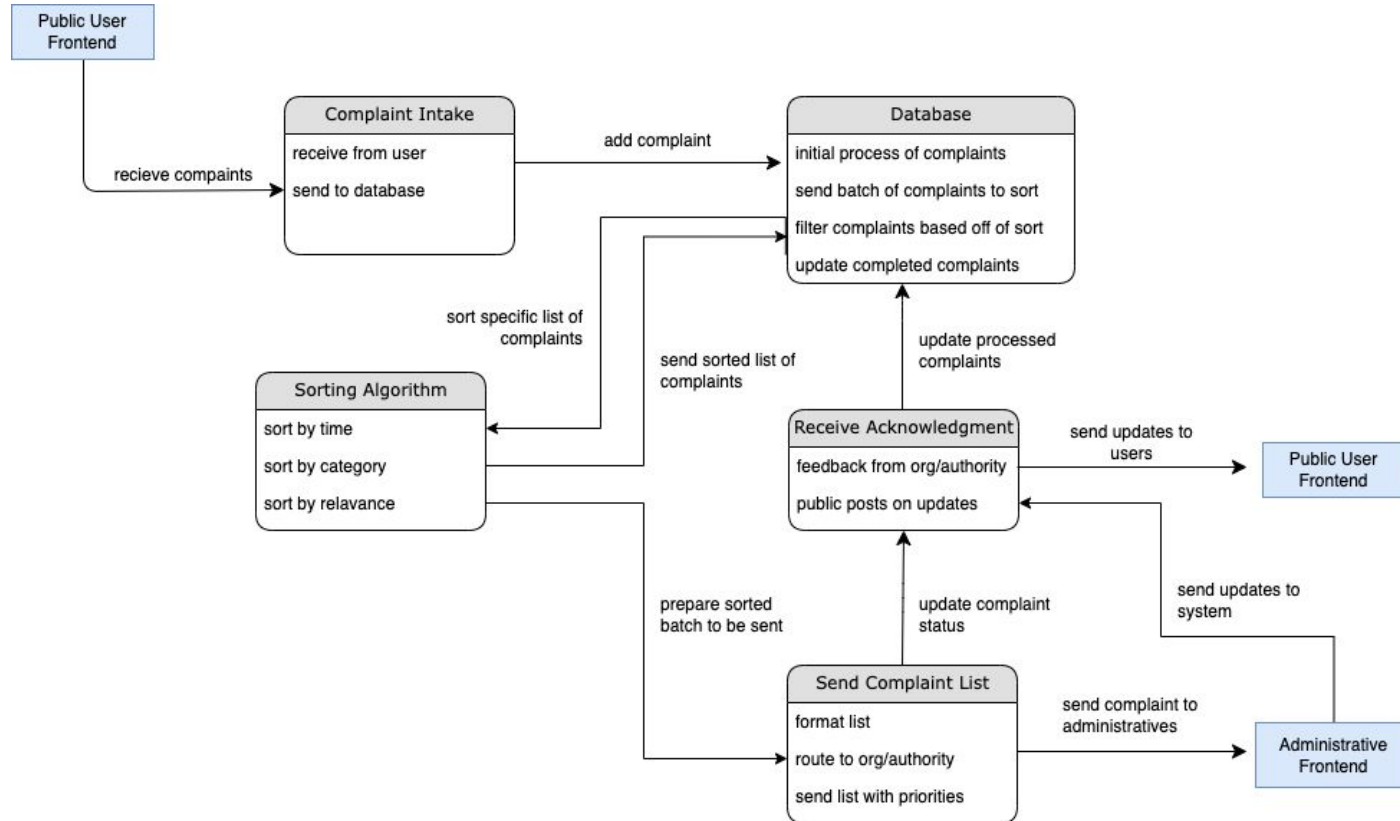 Public User
Frontend
Complaint Intake
receive from user
send to database
recieve compaints
add complaint
Database
initial process of complaints
send batch of complaints to sort
filter complaints based off of sort
update completed complaints
sort specific list of
complaints
send sorted list of
complaints
update processed
complaints
Sorting Algorithm
sort by time
sort by category
sort by relavance
Receive Acknowledgment
feedback from org/authority
public posts on updates
send updates to
users
Public User
Frontend
prepare sorted
batch to be sent
update complaint
status
send updates to
system
Send Complaint List
format list
route to org/authority
send list with priorities
send complaint to
administratives
Administrative
Frontend